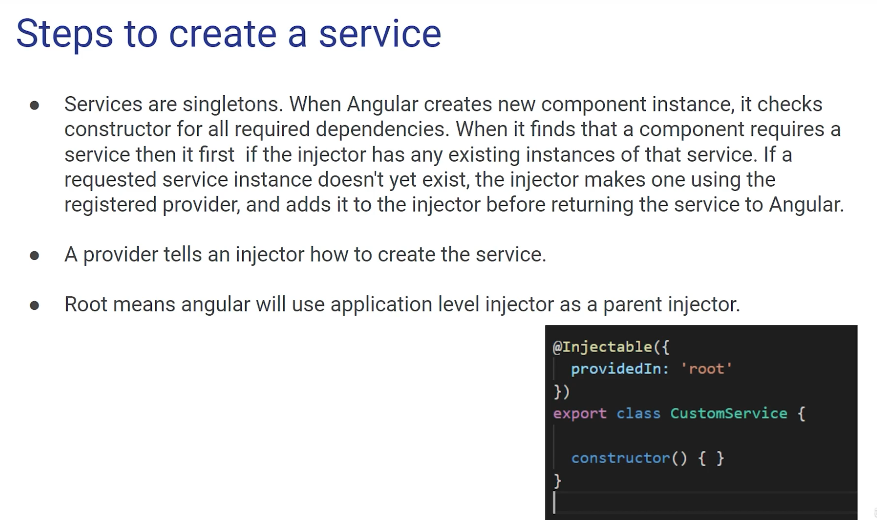 Steps to create a service
● Services are singletons. When Angular creates new component instance, it checks
constructor for all required dependencies. When it finds that a component requires a
service then it first if the injector has any existing instances of that service. If a
requested service instance doesn't yet exist, the injector makes one using the
registered provider, and adds it to the injector before returning the service to Angular.
● A provider tells an injector how to create the service.
● Root means angular will use application level injector as a parent injector.
@Injectable({
  providedIn: 'root'
})
export class CustomService {
  constructor() { }
}